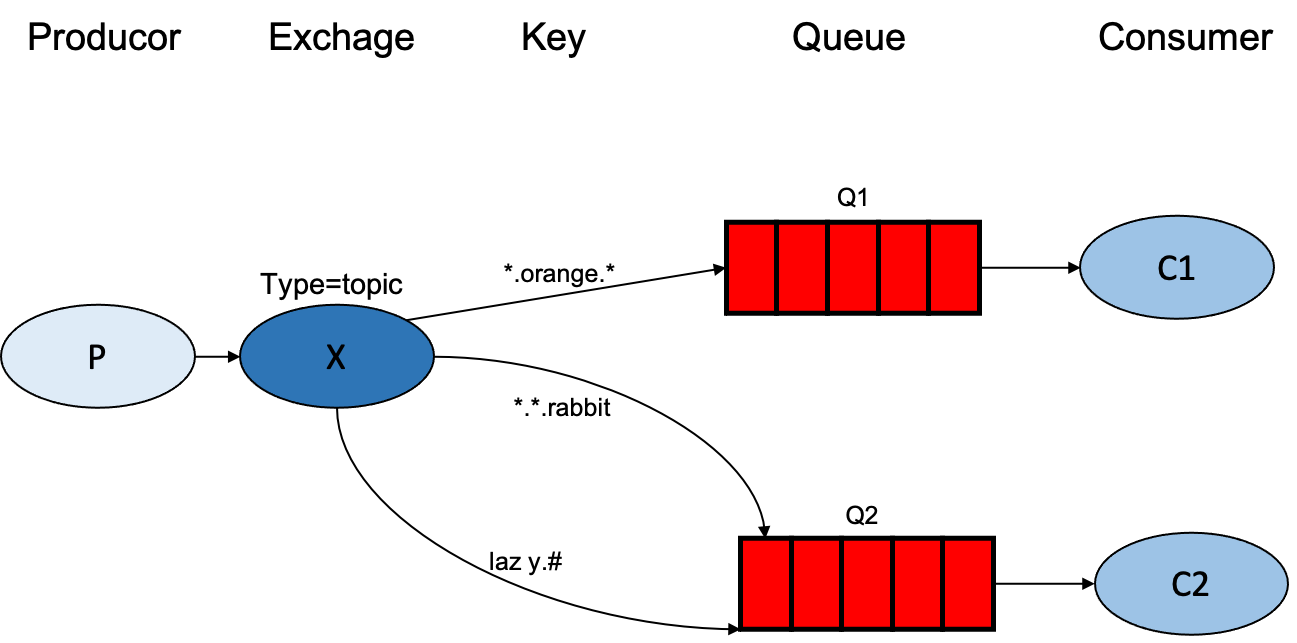 Producor Exchage Key Queue Consumer
Q1
*.orange.*
C1
Type=topic
P
X
*.*.rabbit
Q2
laz y.#
C2